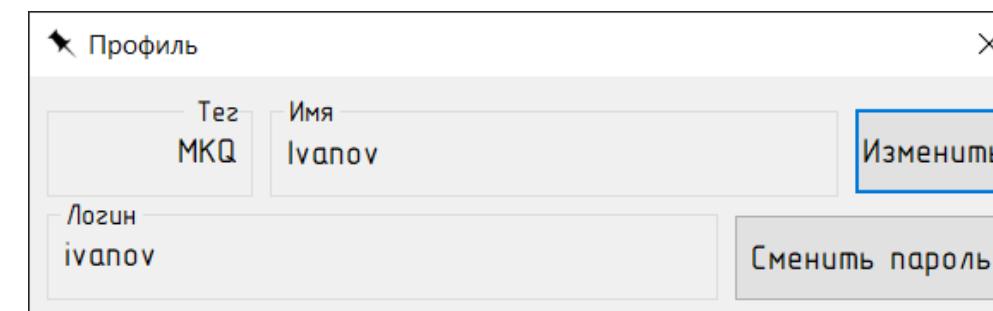 Профиль
Тег
Имя
MKQ
Ivanov
Изменить
Логин
ivanov
Сменить пароль